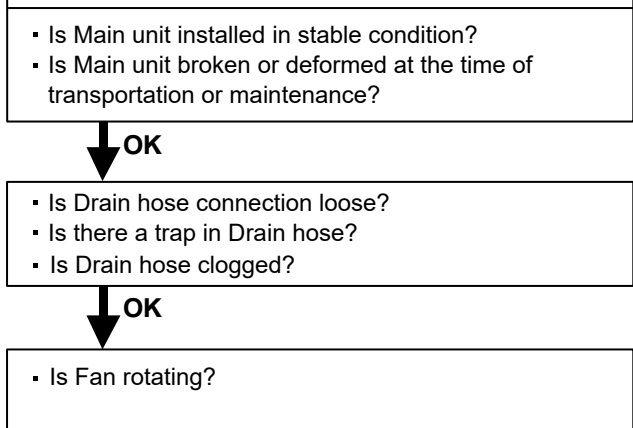 ▪ Is Main unit installed in stable condition?
▪ Is Main unit broken or deformed at the time of
transportation or maintenance?
OK
▪ Is Drain hose connection loose?
▪ Is there a trap in Drain hose?
▪ Is Drain hose clogged?
OK
▪ Is Fan rotating?